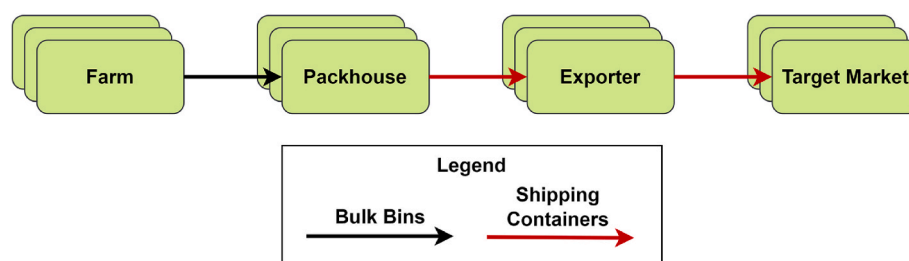 Farm
Packhouse
Exporter
Target Market
Legend
Bulk Bins
Shipping
Containers